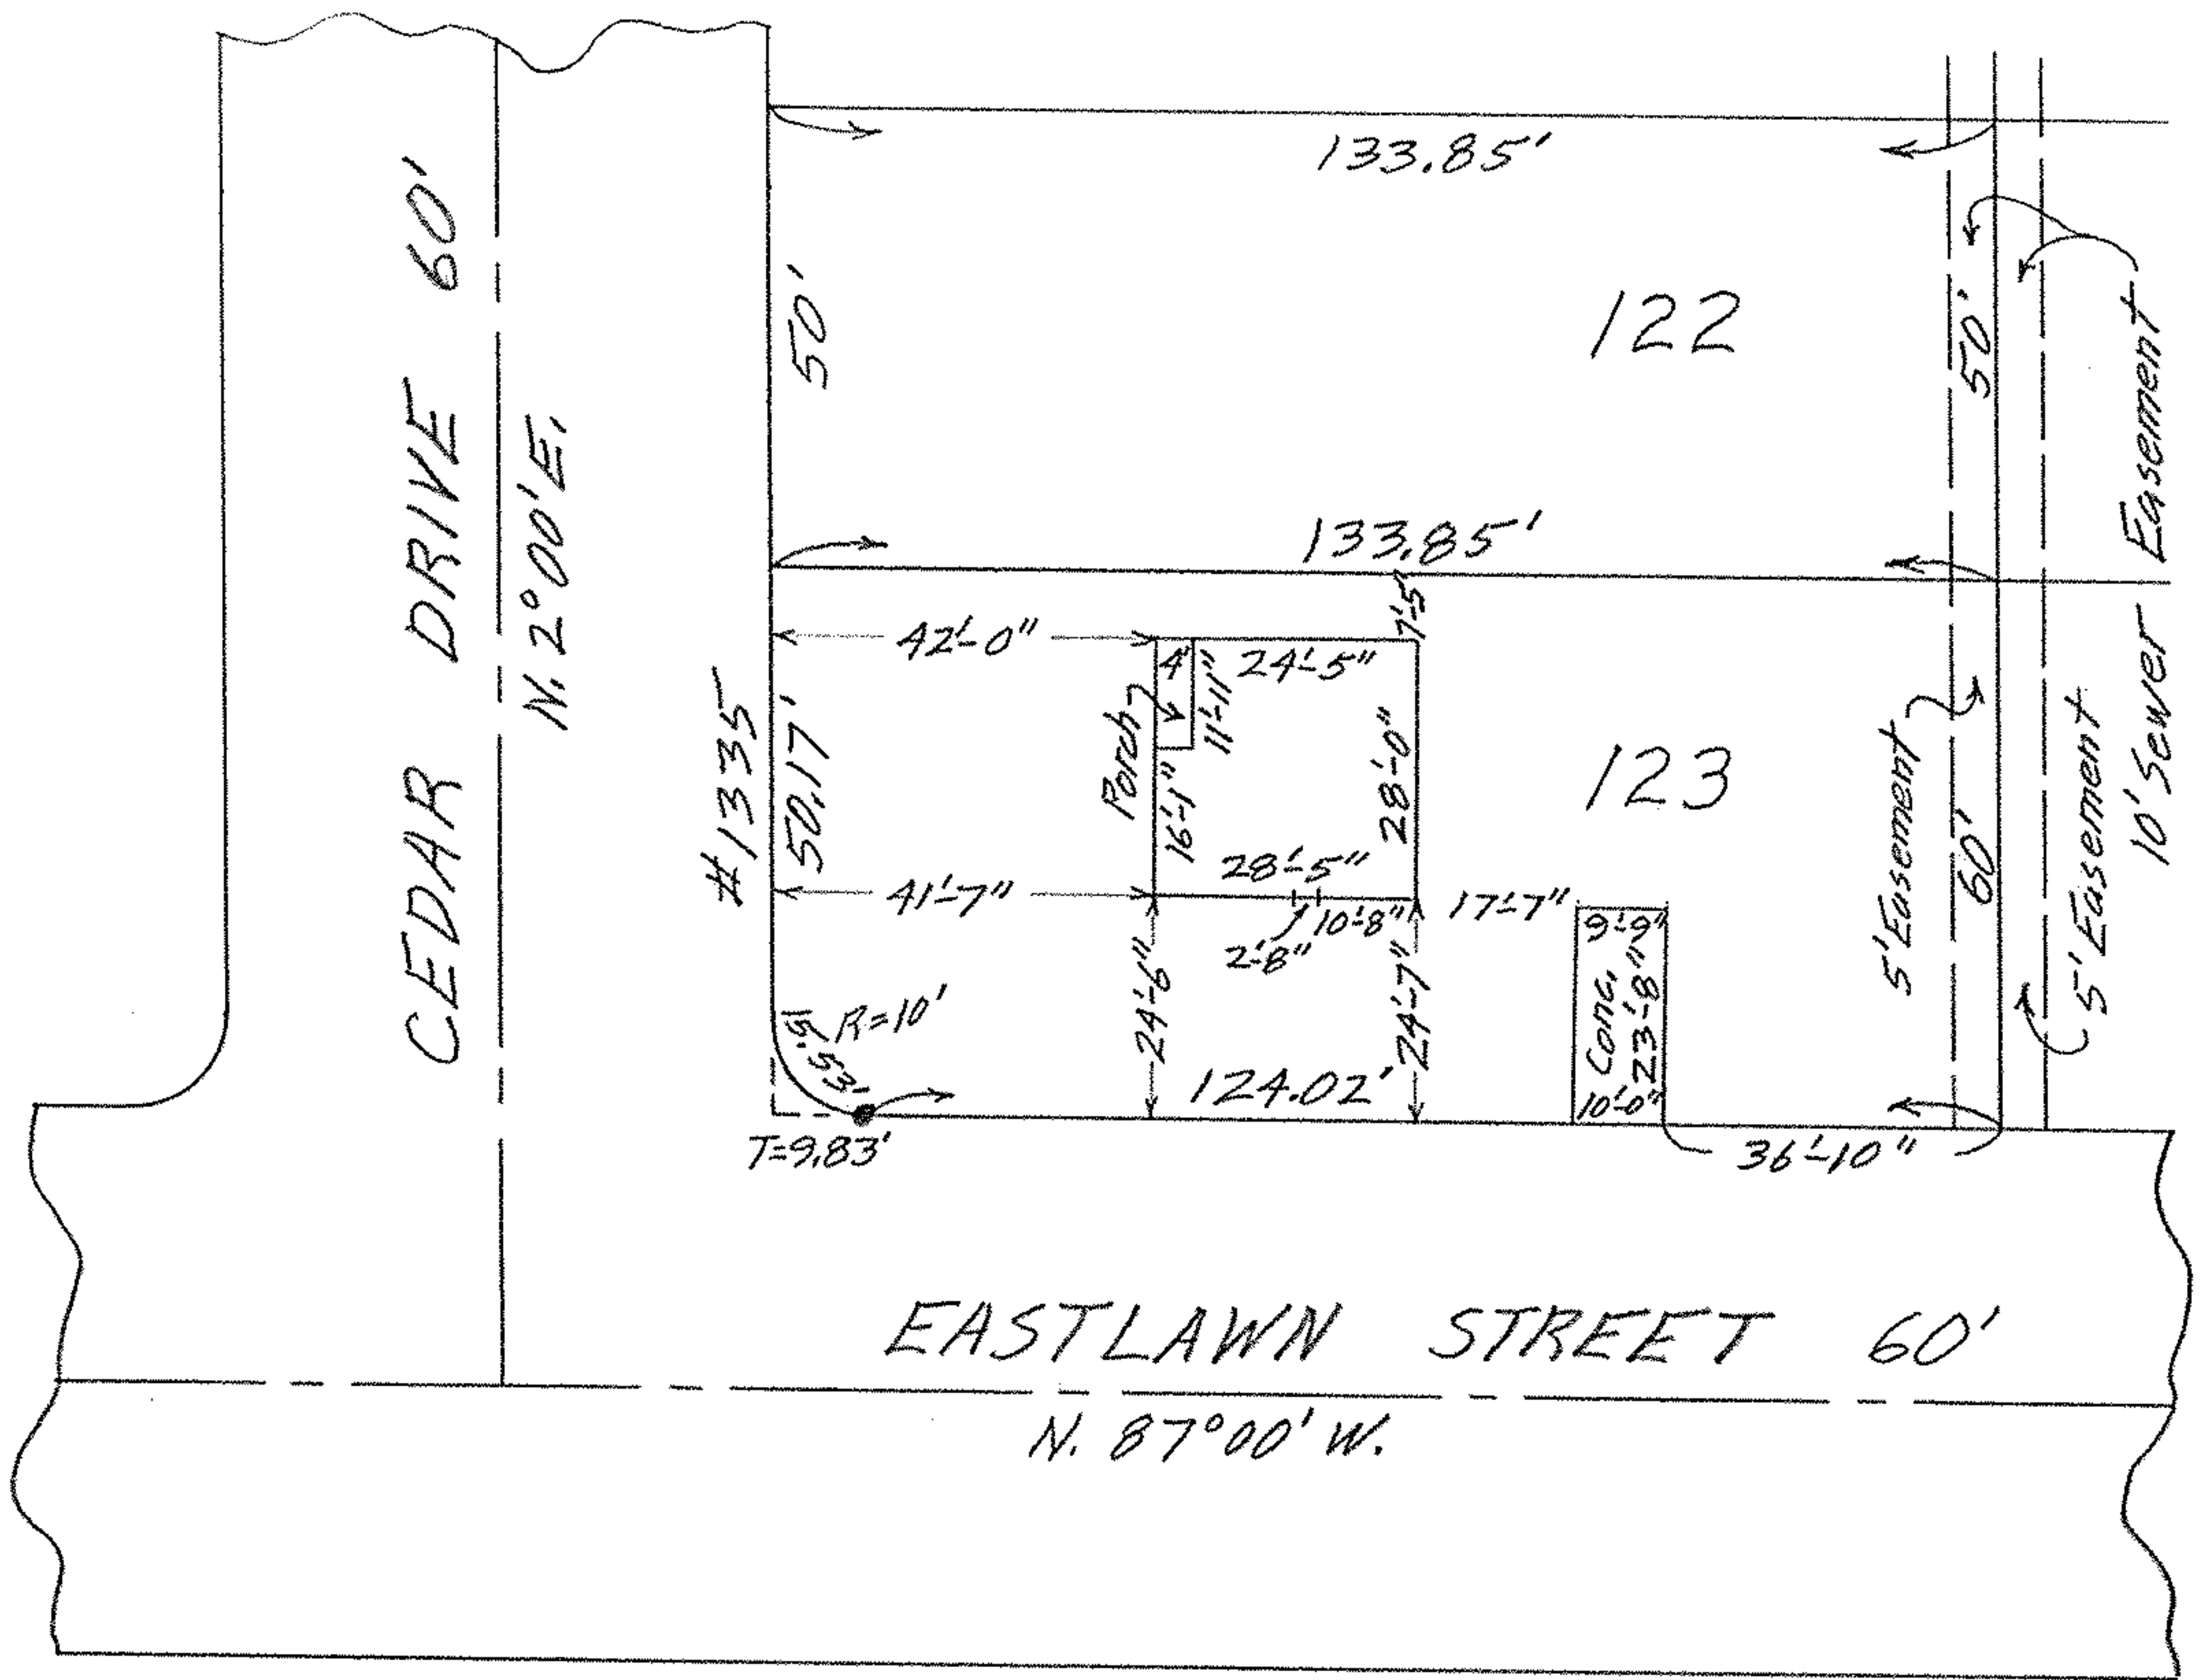 CEDAR DRIVE 60'
N. 2°00'E.
133.85'
50'
122
50'
10' Sewer Easement
133.85'
7'-5"
42'-0"
4'
24'-5"
Porch
11'-11"
16'-1"
28'-0"
#1335
50.17'
123
5' Easement
60'
5' Easement
28'-5"
41'-7"
17'-7"
10'-8"
2'-8"
9'-9"
Conc.
23'-8"
10'-0"
24'-6"
24'-7"
R=10'
15.53'
124.02'
T=9.83'
36'-10"
EASTLAWN STREET 60'
N. 87°00' W.